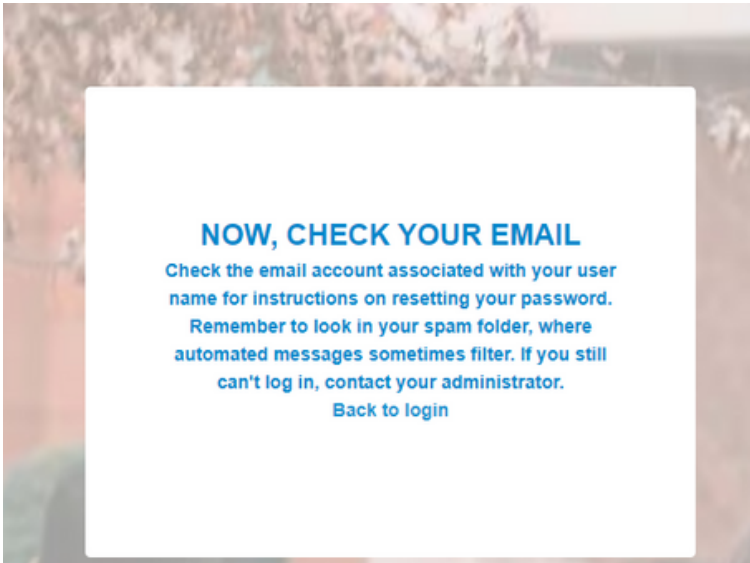 NOW, CHECK YOUR EMAIL
Check the email account associated with your user
name for instructions on resetting your password.
Remember to look in your spam folder, where
automated messages sometimes filter. If you still
can't log in, contact your administrator.
Back to login